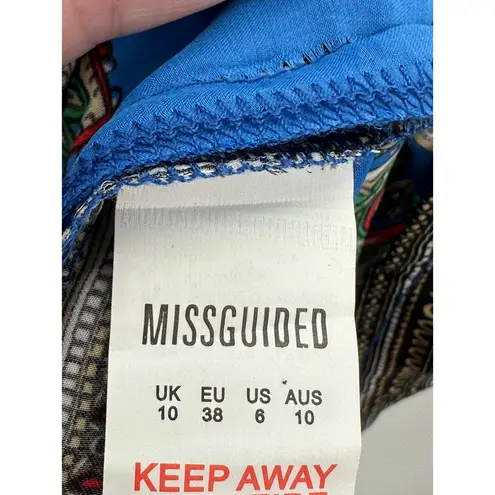 MISSGUIDED
UK EU US AUS
10 38 6 10
KEEP AWAY